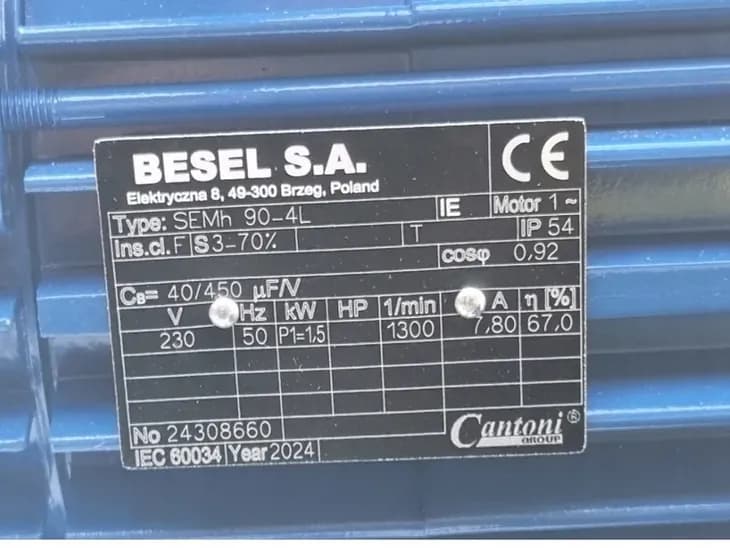 BESEL S.A.
CE
Elektryczna 8, 49-300 Brzeg, Poland
Type: SEMh 90-4L IE Motor 1~
Ins.cl. F S 3-70% T IP 54
cosφ 0,92
CB= 40/450 µF/V
V Hz kW HP 1/min A η [%]
230 50 P1=1,5 1300 7,80 67,0
No 24308660
Cantoni®
GROUP
IEC 60034 Year 2024